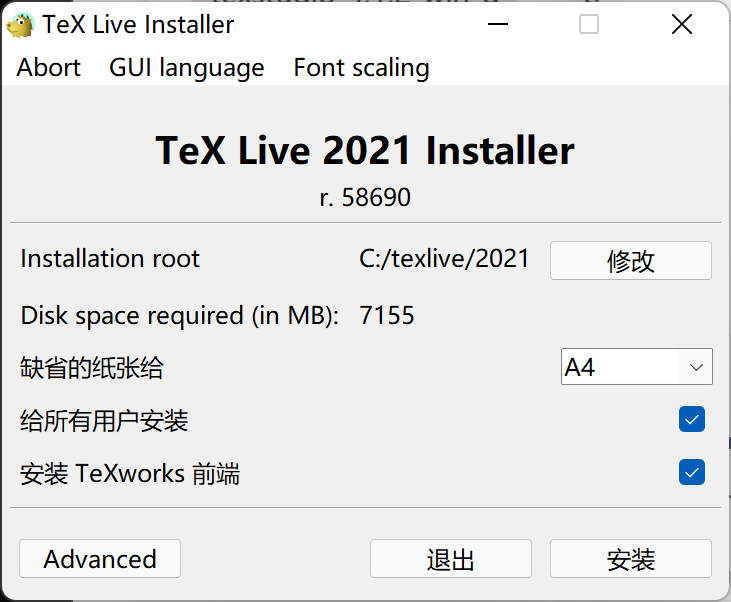 TeX Live Installer
Abort GUI language Font scaling
TeX Live 2021 Installer
r. 58690
Installation root C:/texlive/2021 修改
Disk space required (in MB): 7155
缺省的纸张给 A4
给所有用户安装
安装 TeXworks 前端
Advanced 退出 安装